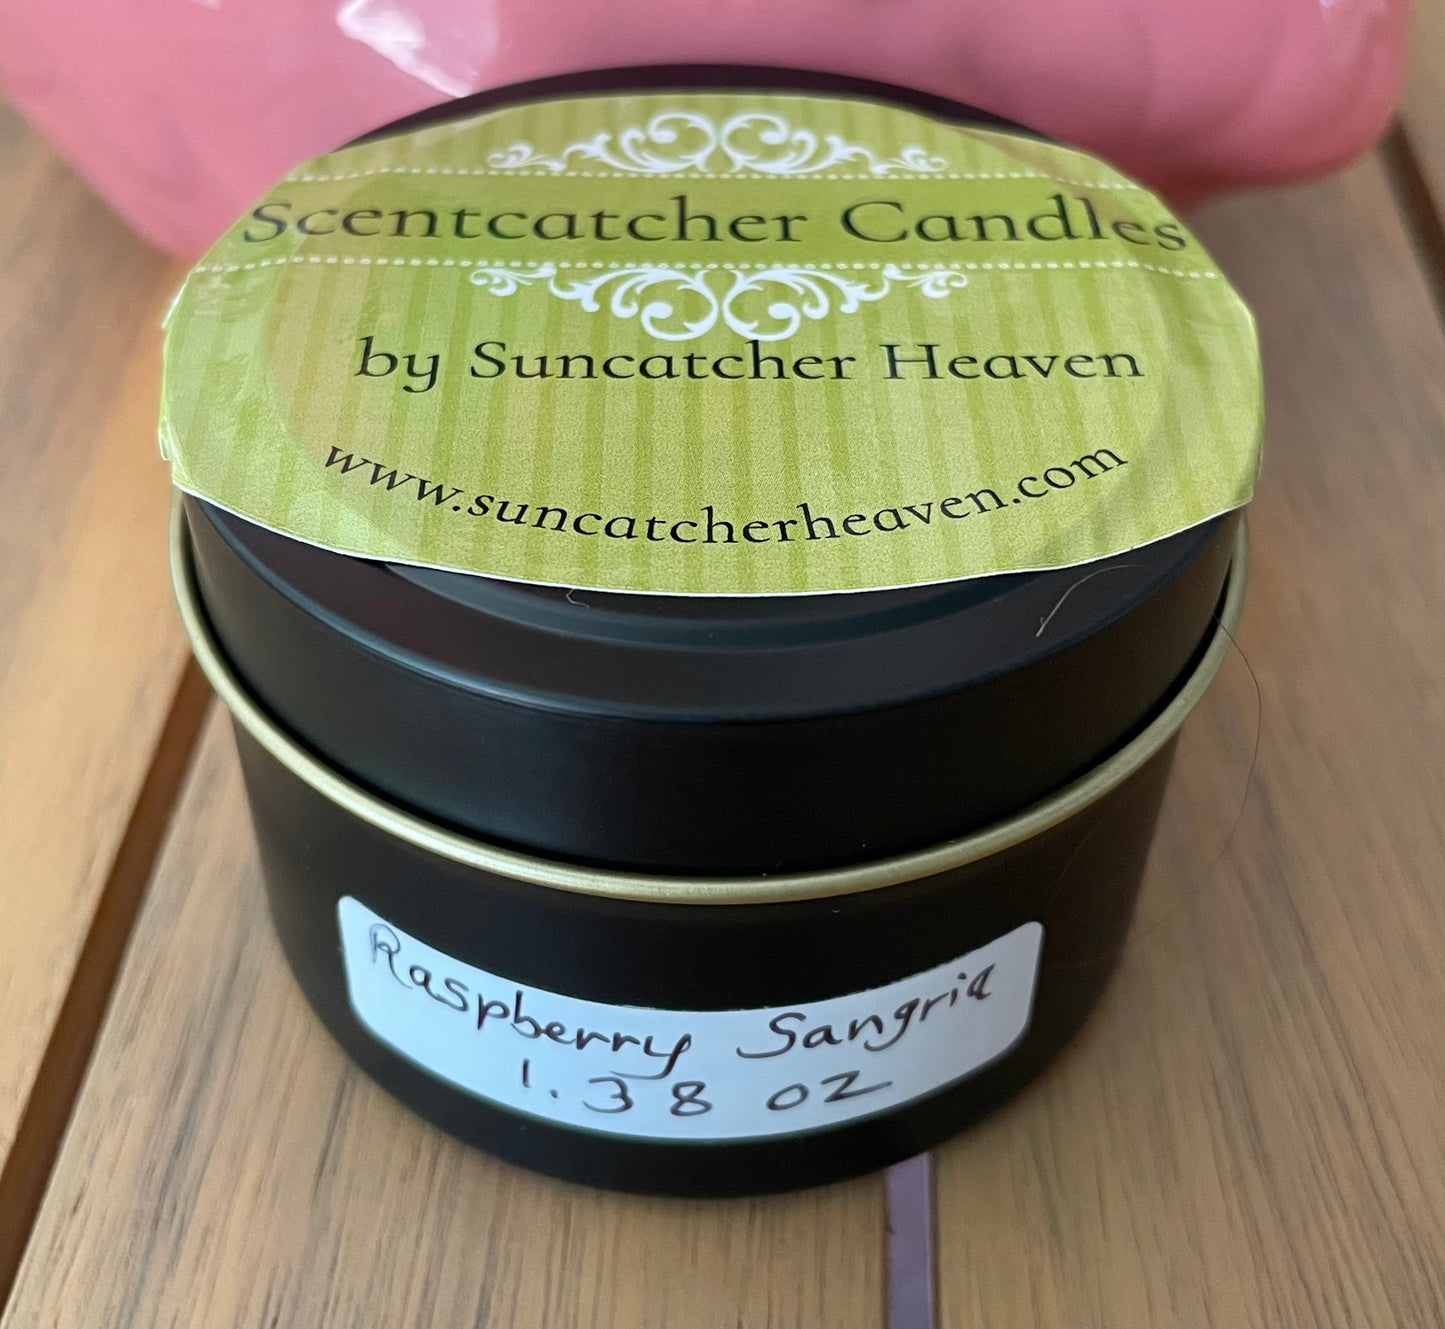 Scentcatcher Candles
by Suncatcher Heaven
www.suncatcherheaven.com
Raspberry Sangria
1.38 oz